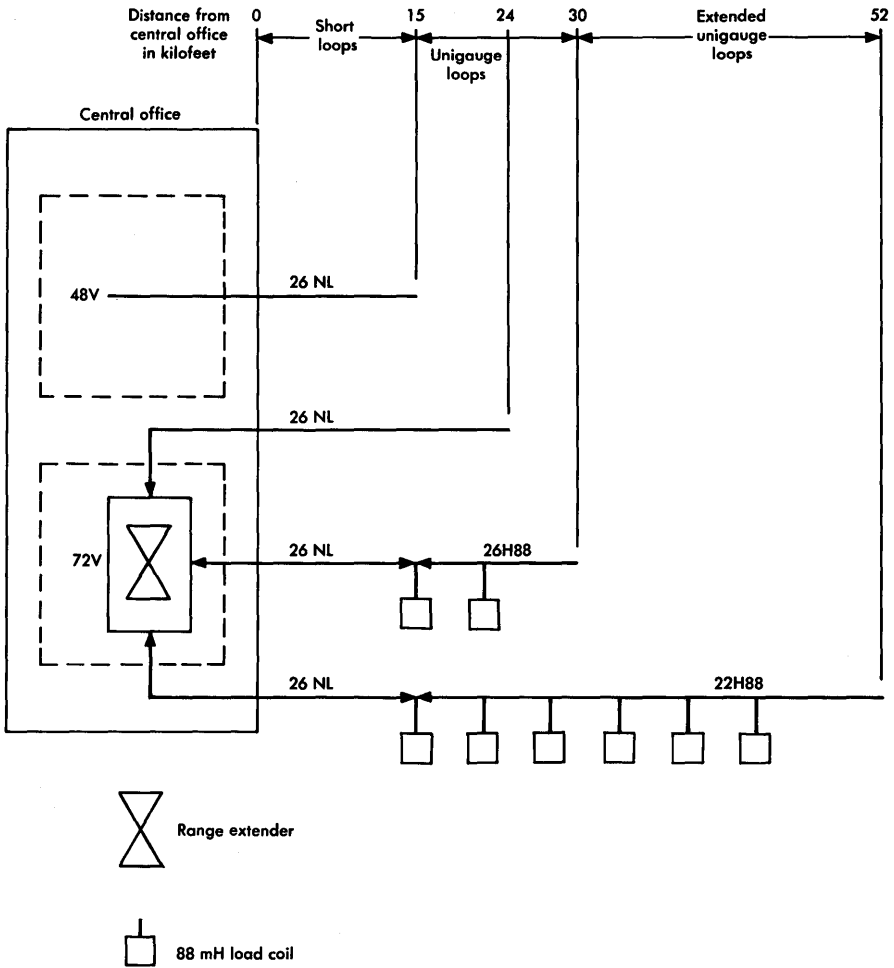 Distance from
central office
in kilofeet
0
15
24
30
52
Short
loops
Unigauge
loops
Extended
unigauge
loops
Central office
48V
26 NL
26 NL
72V
26 NL
26H88
26 NL
22H88
Range extender
88 mH load coil